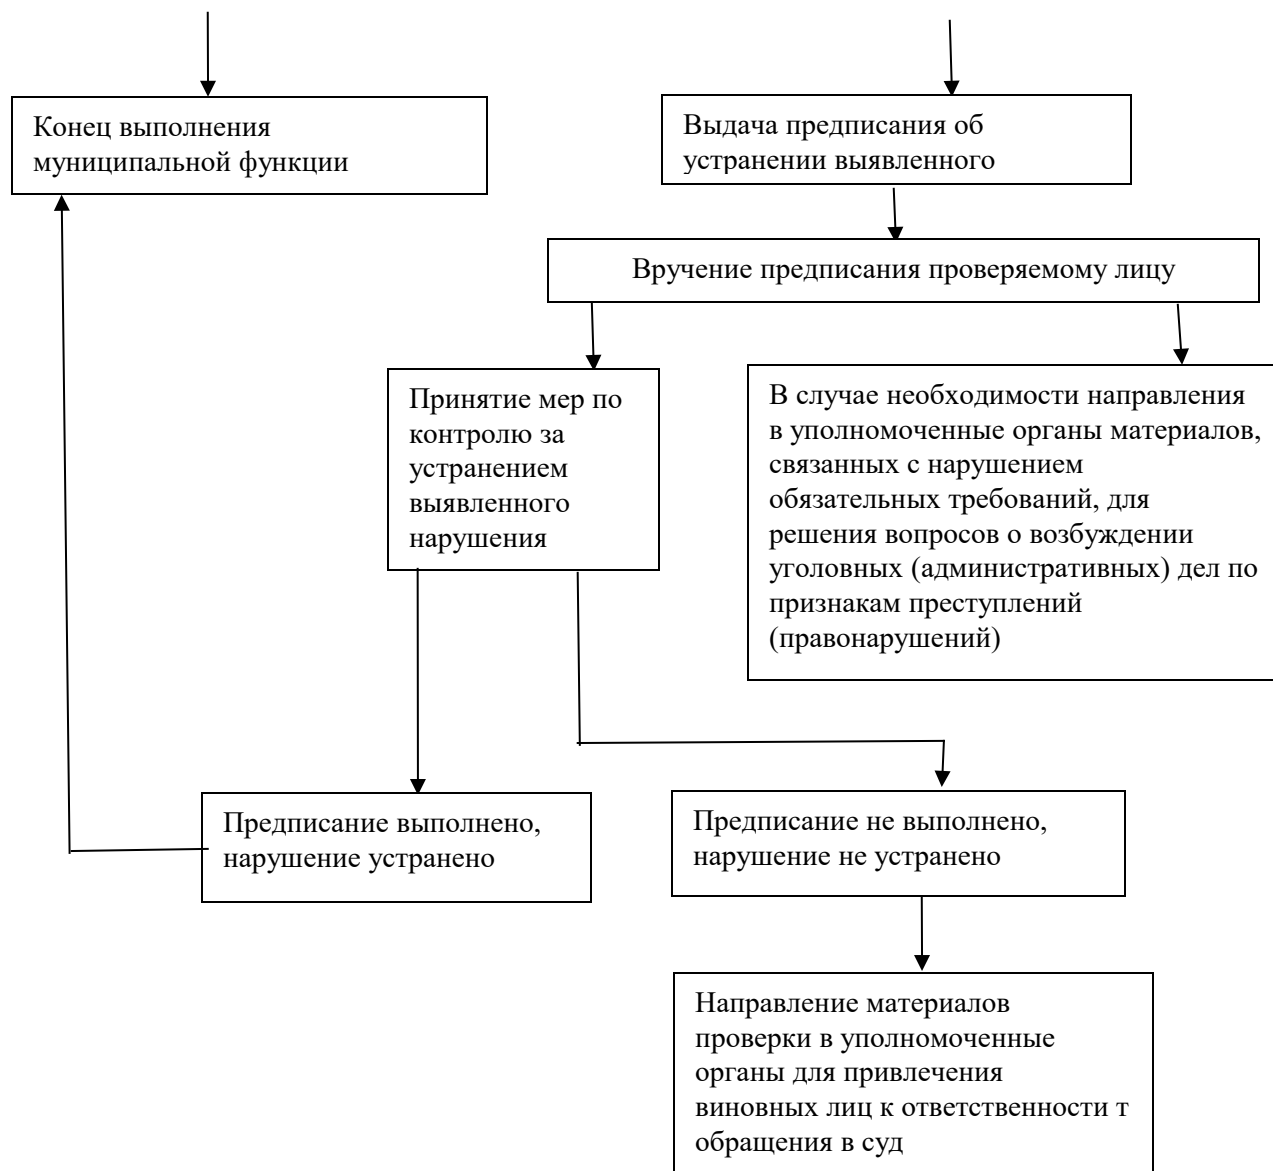 Конец выполнения
муниципальной функции
Выдача предписания об
устранении выявленного
Вручение предписания проверяемому лицу
Принятие мер по
контролю за
устранением
выявленного
нарушения
В случае необходимости направления
в уполномоченные органы материалов,
связанных с нарушением
обязательных требований, для
решения вопросов о возбуждении
уголовных (административных) дел по
признакам преступлений
(правонарушений)
Предписание выполнено,
нарушение устранено
Предписание не выполнено,
нарушение не устранено
Направление материалов
проверки в уполномоченные
органы для привлечения
виновных лиц к ответственности т
обращения в суд